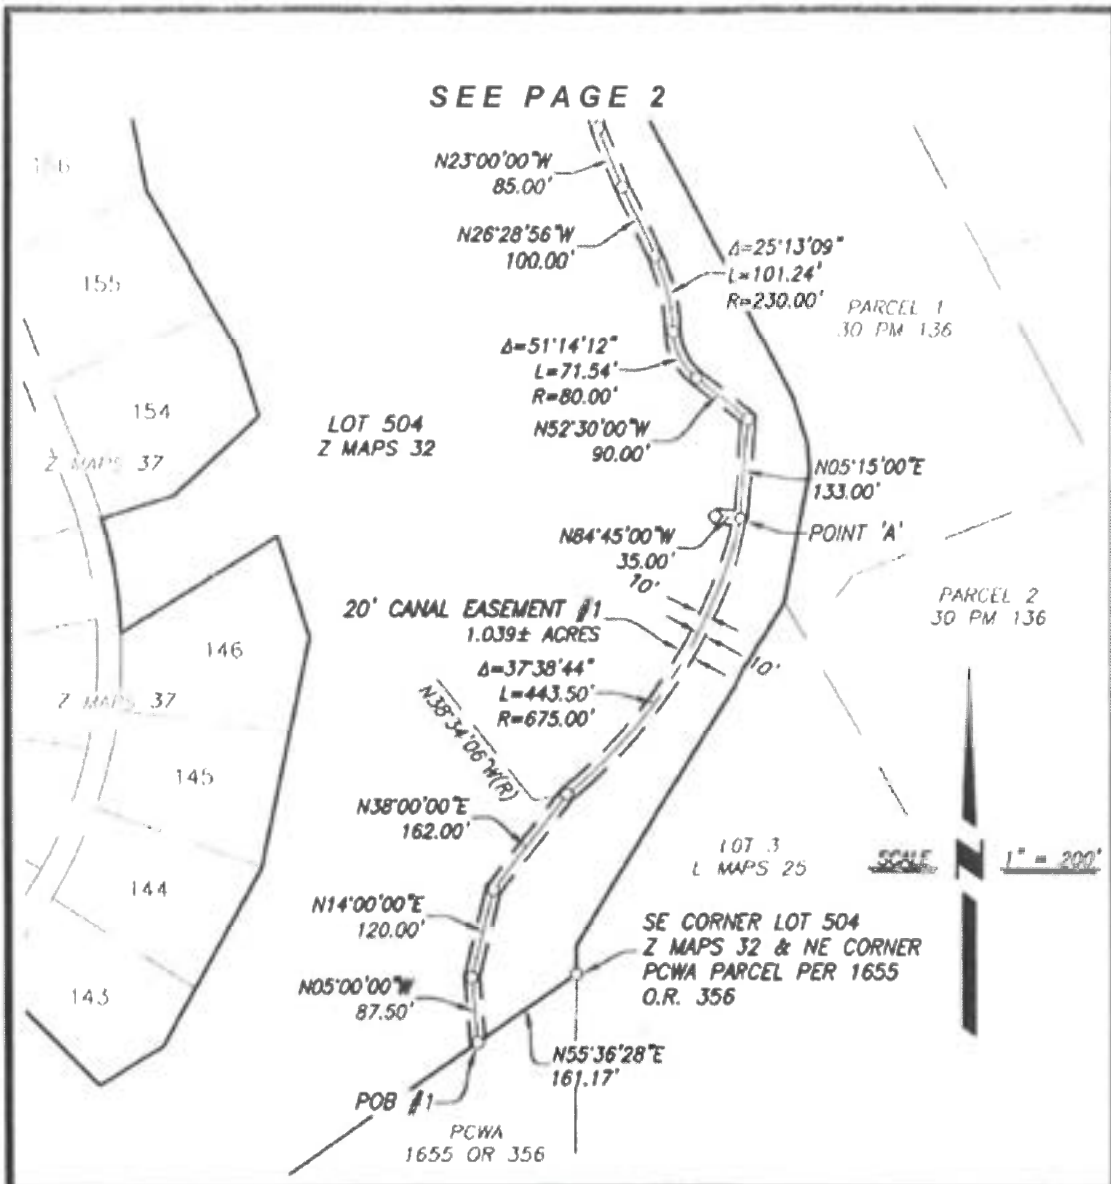 SEE PAGE 2
N23°00'00"W
85.00'
N26°28'56"W
100.00'
Δ=25°13'09"
L=101.24'
R=230.00'
PARCEL 1
30 PM 136
155
Δ=51°14'12"
L=71.54'
R=80.00'
154
LOT 504
Z MAPS 32
N52°30'00"W
90.00'
Z MAPS 37
N05°15'00"E
133.00'
N84°45'00"W
35.00'
POINT 'A'
10'
20' CANAL EASEMENT #1
1.039± ACRES
PARCEL 2
30 PM 136
146
10'
Δ=37°38'44"
L=443.50'
R=675.00'
Z MAPS 37
N38°34'06"W(R)
145
N38°00'00"E
162.00'
LOT 3
L MAPS 25
SCALE
1" = 200'
144
N14°00'00"E
120.00'
SE CORNER LOT 504
Z MAPS 32 & NE CORNER
PCWA PARCEL PER 1655
O.R. 356
143
N05°00'00"W
87.50'
N55°36'28"E
161.17'
POB #1
PCWA
1655 OR 356